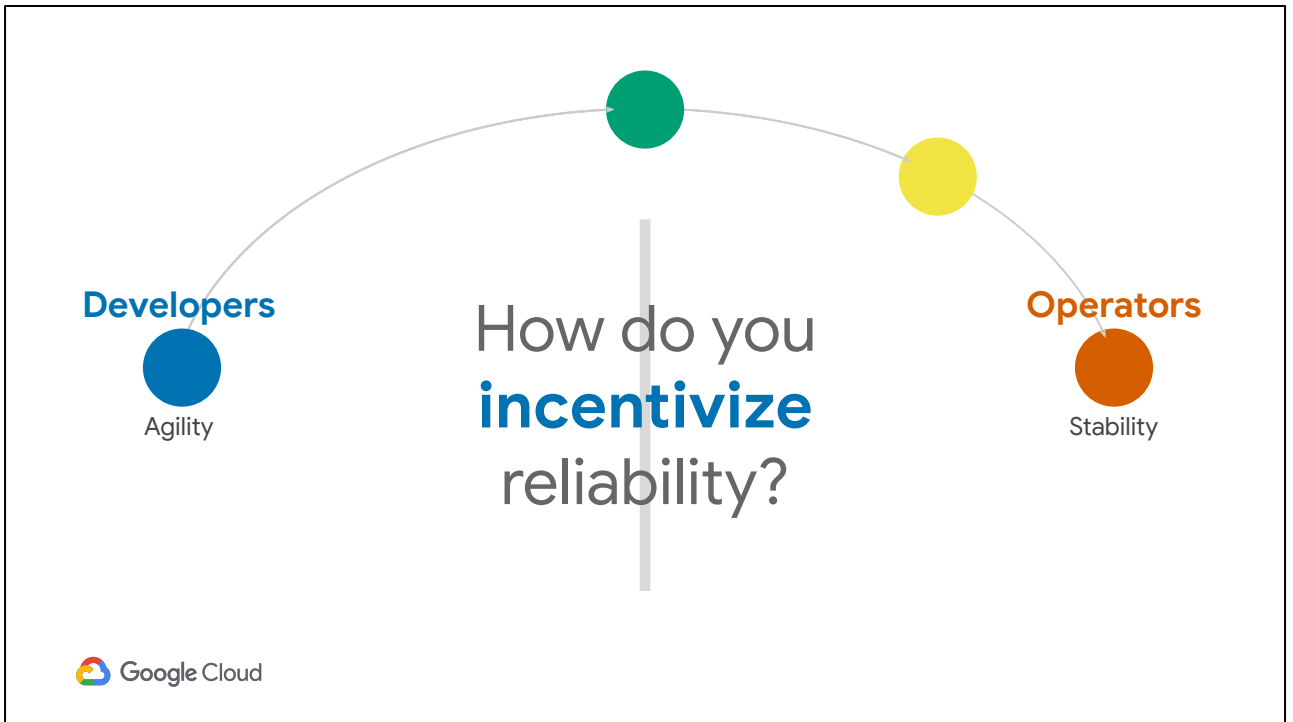 Developers
Operators
How do you
incentivize
reliability?
Agility
Stability
Google Cloud